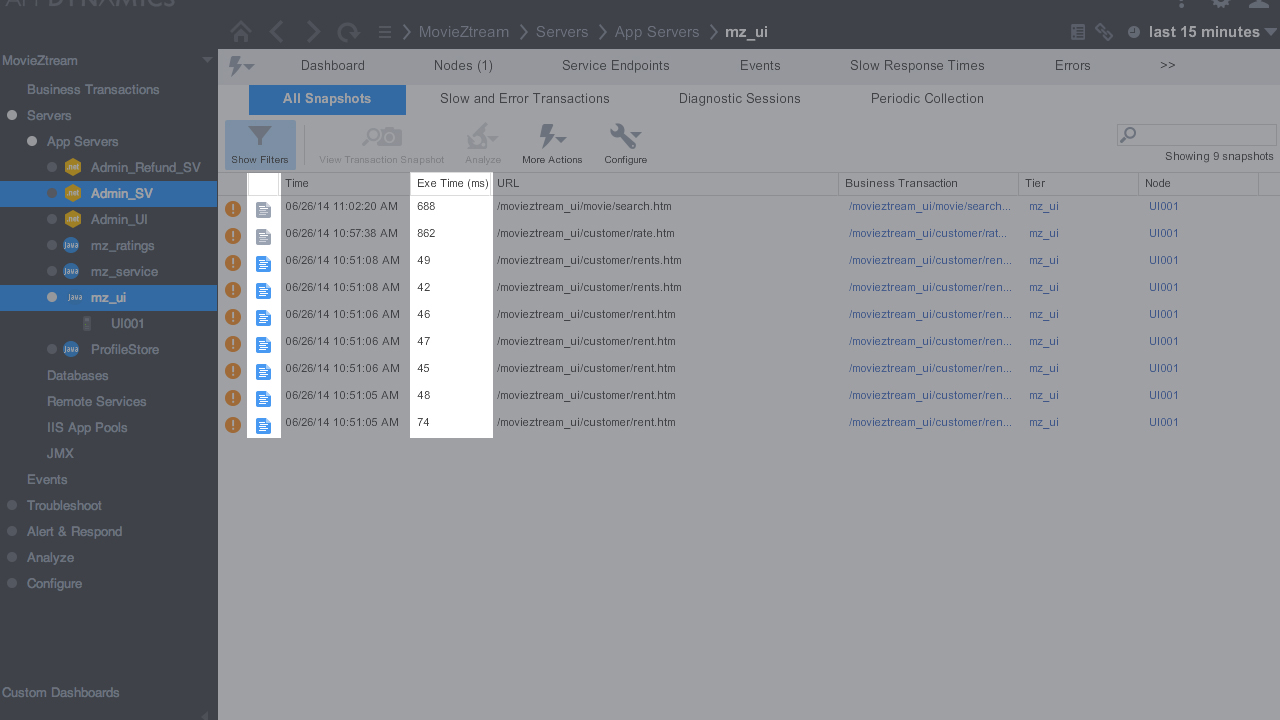 APPDYNAMICS
MovieZtream Servers App Servers mz_ui last 15 minutes
MovieZtream
Business Transactions
Servers
App Servers
Admin_Refund_SV
Admin_SV
Admin_UI
mz_ratings
mz_service
mz_ui
UI001
ProfileStore
Databases
Remote Services
IIS App Pools
JMX
Events
Troubleshoot
Alert & Respond
Analyze
Configure
Custom Dashboards
Dashboard Nodes (1) Service Endpoints Events Slow Response Times Errors >>
All Snapshots Slow and Error Transactions Diagnostic Sessions Periodic Collection
Show Filters View Transaction Snapshot Analyze More Actions Configure
Showing 9 snapshots
Time Exe Time (ms) URL Business Transaction Tier Node
06/26/14 11:02:20 AM 688 /movieztream_ui/movie/search.htm /movieztream_ui/movie/search... mz_ui UI001
06/26/14 10:57:38 AM 862 /movieztream_ui/customer/rate.htm /movieztream_ui/customer/rat... mz_ui UI001
06/26/14 10:51:08 AM 49 /movieztream_ui/customer/rents.htm /movieztream_ui/customer/ren... mz_ui UI001
06/26/14 10:51:08 AM 42 /movieztream_ui/customer/rents.htm /movieztream_ui/customer/ren... mz_ui UI001
06/26/14 10:51:06 AM 46 /movieztream_ui/customer/rent.htm /movieztream_ui/customer/ren... mz_ui UI001
06/26/14 10:51:06 AM 47 /movieztream_ui/customer/rent.htm /movieztream_ui/customer/ren... mz_ui UI001
06/26/14 10:51:06 AM 45 /movieztream_ui/customer/rent.htm /movieztream_ui/customer/ren... mz_ui UI001
06/26/14 10:51:05 AM 48 /movieztream_ui/customer/rent.htm /movieztream_ui/customer/ren... mz_ui UI001
06/26/14 10:51:05 AM 74 /movieztream_ui/customer/rent.htm /movieztream_ui/customer/ren... mz_ui UI001